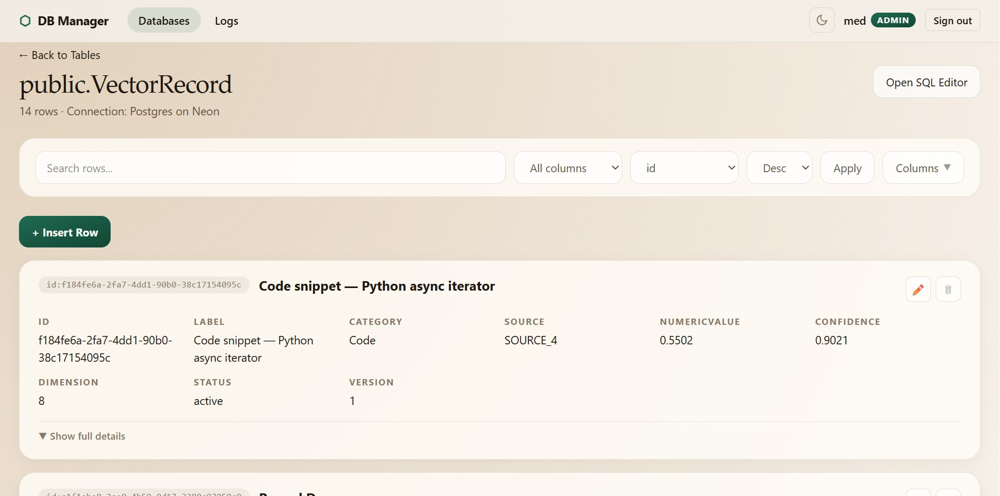 DB Manager
Databases
Logs
med
ADMIN
Sign out
← Back to Tables
public.VectorRecord
14 rows · Connection: Postgres on Neon
Open SQL Editor
Search rows...
All columns
id
Desc
Apply
Columns ▼
+ Insert Row
id:f184fe6a-2fa7-4dd1-90b0-38c17154095c
Code snippet — Python async iterator
ID
LABEL
CATEGORY
SOURCE
NUMERICVALUE
CONFIDENCE
f184fe6a-2fa7-4dd1-90b0-
38c17154095c
Code snippet — Python
async iterator
Code
SOURCE_4
0.5502
0.9021
DIMENSION
STATUS
VERSION
8
active
1
▼ Show full details